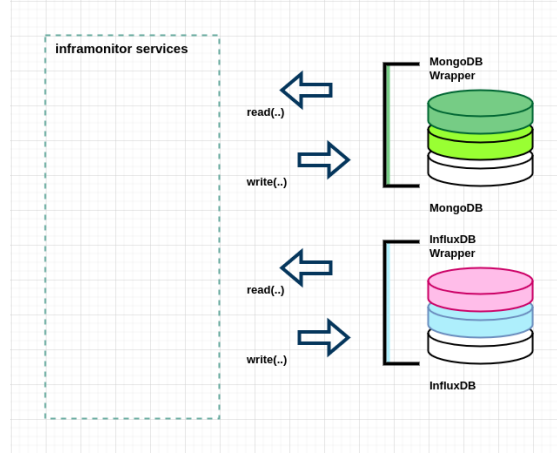 inframonitor services
MongoDB
Wrapper
read(..)
write(..)
MongoDB
InfluxDB
Wrapper
read(..)
write(..)
InfluxDB